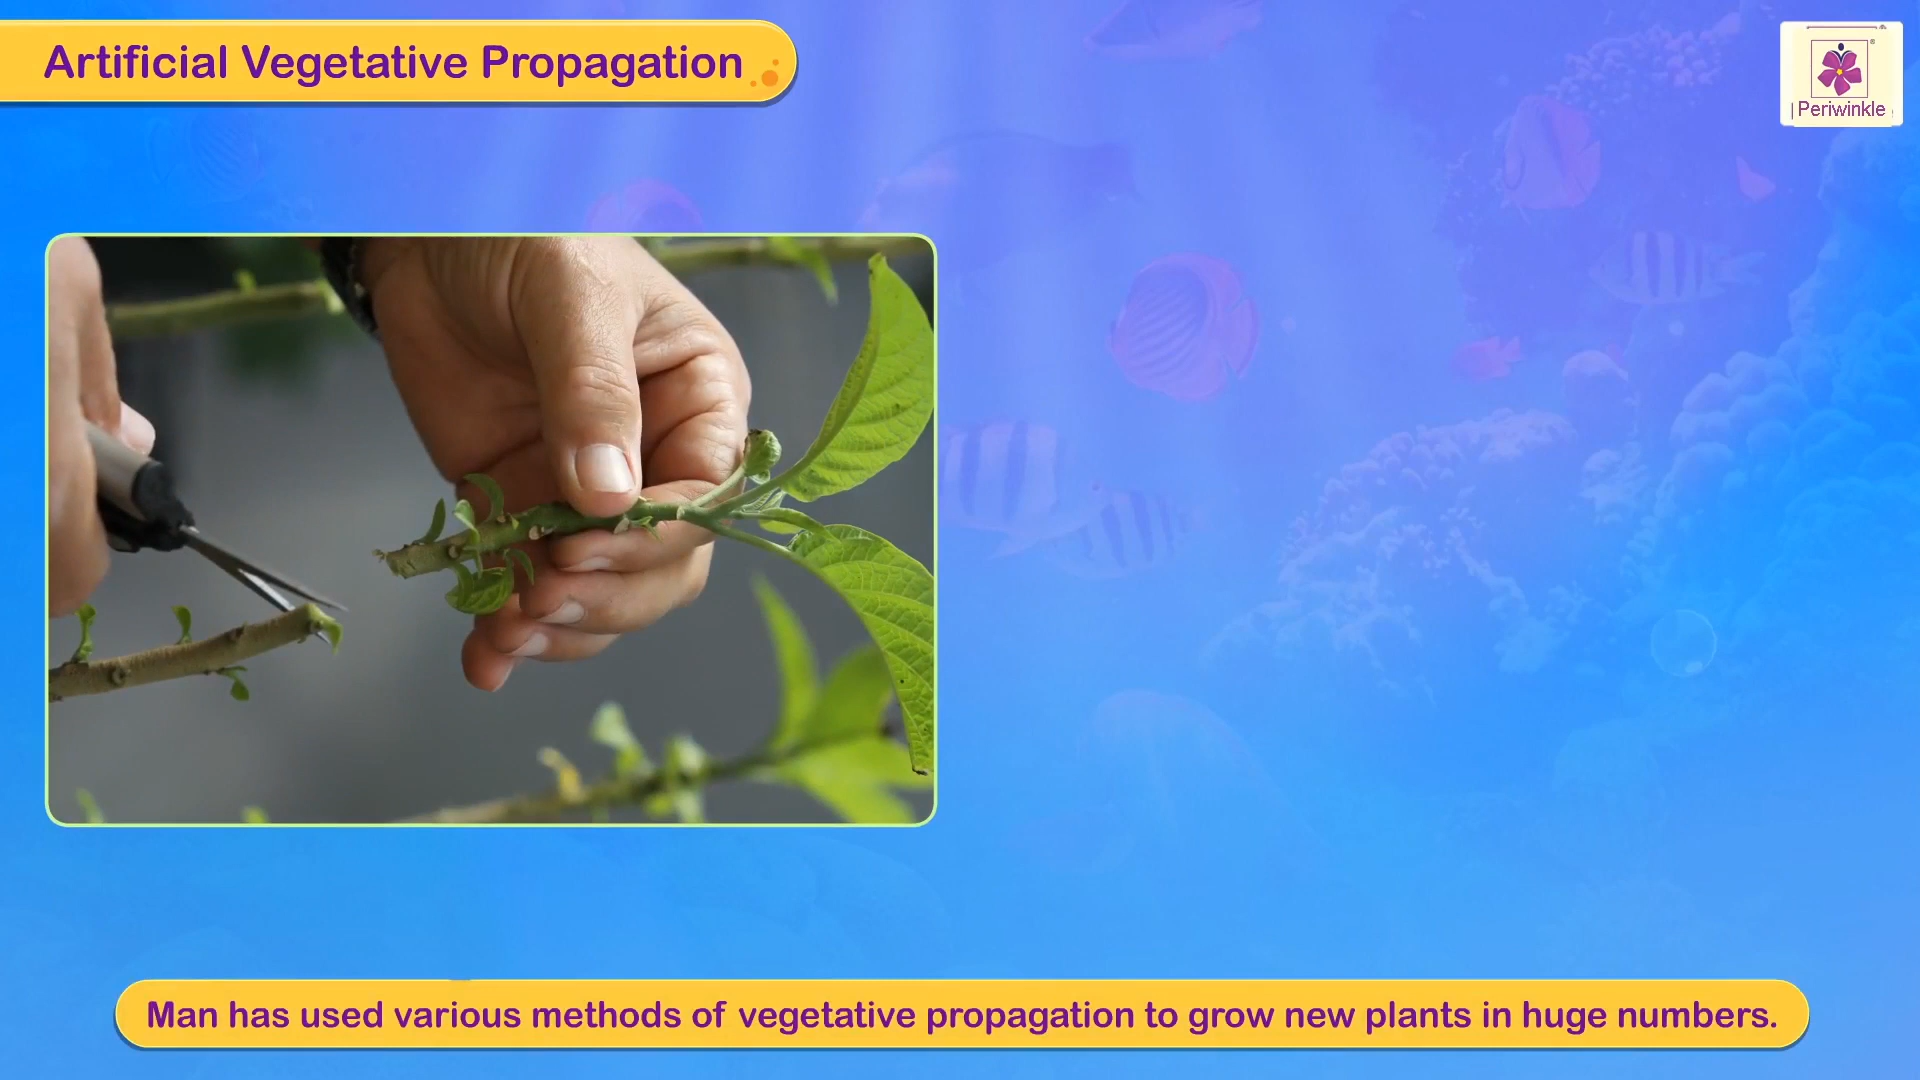 Artificial Vegetative Propagation
Periwinkle
Man has used various methods of vegetative propagation to grow new plants in huge numbers.